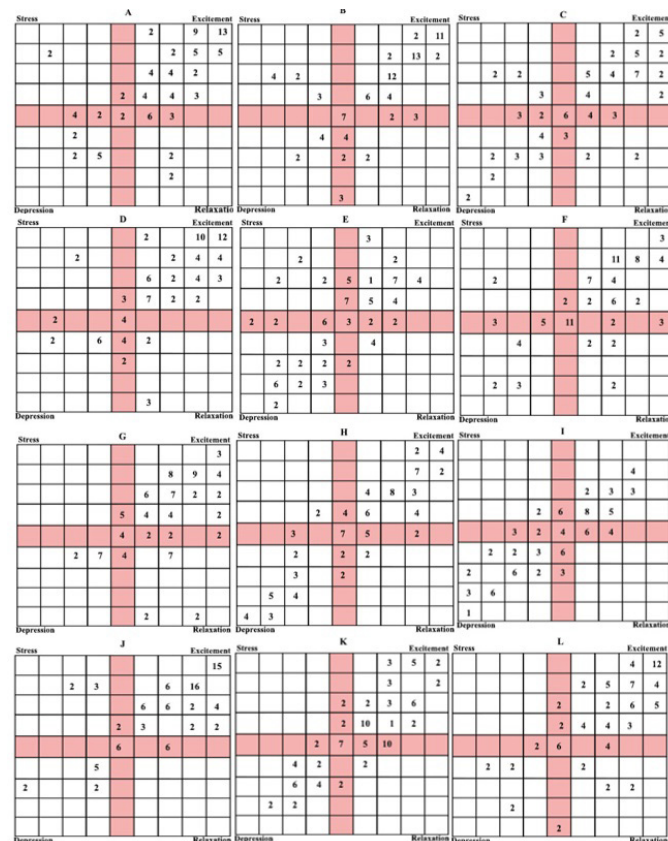 A B C
Stress Excitement Stress Excitement Stress Excitement
2 9 13 2 11 2 5
2 2 5 5 2 13 2 2 5 2
4 4 2 4 2 12 2 2 5 4 7 2
2 4 4 3 3 6 4 3 4 2
4 2 2 6 3 7 2 3 3 2 6 4 3
2 4 4 4 3
2 5 2 2 2 2 2 3 3 2 2
2 2
3 2
Depression Relaxatio Depression Relaxation Depression Relaxation
D E F
Stress Excitement Stress Excitement Stress Excitement
2 10 12 3 3
2 2 4 4 2 2 11 8 4
6 2 4 3 2 2 5 1 7 4 2 7 4
3 7 2 2 7 5 4 2 2 6 2
2 4 2 2 6 3 2 2 3 5 11 2 3
2 6 4 2 3 4 4 2 2
2 2 2 2 2
6 2 3 2 3 2
3 2
Depression Relaxation Depression Relaxation Depression Relaxation
G H I
Stress Excitement Stress Excitement Stress Excitement
3 2 4
8 9 4 7 2 4
6 7 2 2 4 8 3 2 3 3
5 4 4 2 2 4 6 4 2 6 8 5
4 2 2 2 3 7 5 2 3 2 4 6 4
2 7 4 7 2 2 2 2 2 3 6
3 2 2 6 2 3
5 4 3 6
2 2 4 3 1
Depression Relaxation Depression Relaxation Depression Relaxation
J K L
Stress Excitement Stress Excitement Stress Excitement
15 3 5 2 4 12
2 3 6 16 3 2 2 5 7 4
6 6 2 4 2 2 3 6 2 2 6 5
2 3 2 2 2 10 1 2 2 4 4 3
6 6 2 7 5 10 2 6 4
5 4 2 2 2 2 2
2 2 6 4 2 2 2
2 2 2
2
Depression Relaxation Depression Relaxation Depression Relaxation